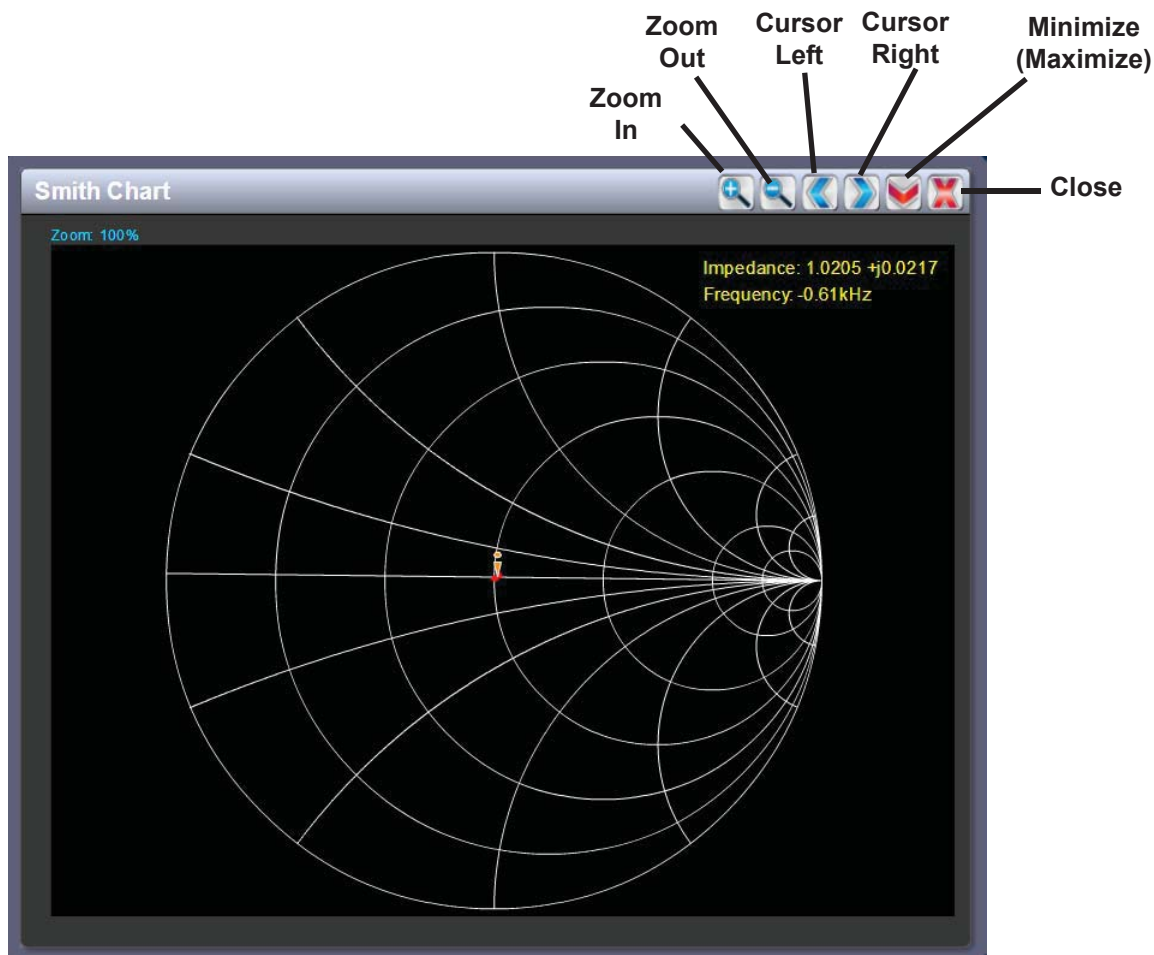 Zoom
Out
Cursor
Left
Cursor
Right
Minimize
(Maximize)
Zoom
In
Close
Smith Chart
Zoom: 100%
Impedance: 1.0205 +j0.0217
Frequency: -0.61kHz